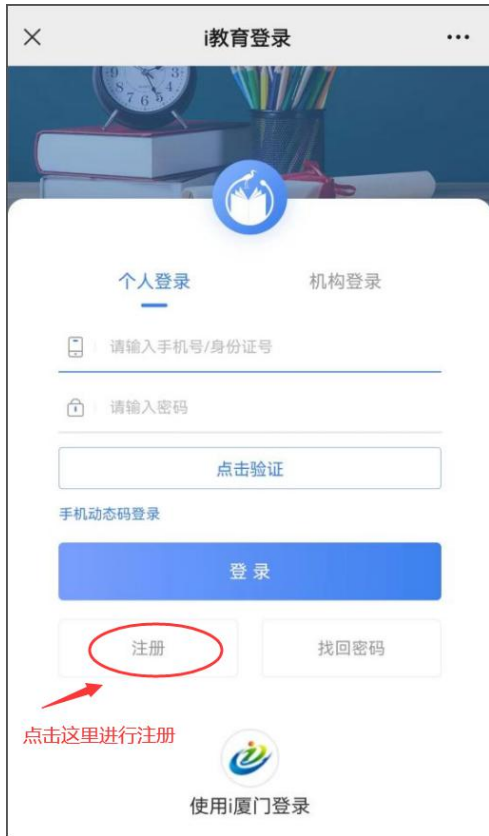 i教育登录
个人登录
机构登录
请输入手机号/身份证号
请输入密码
点击验证
手机动态码登录
登 录
注册
找回密码
点击这里进行注册
使用i厦门登录